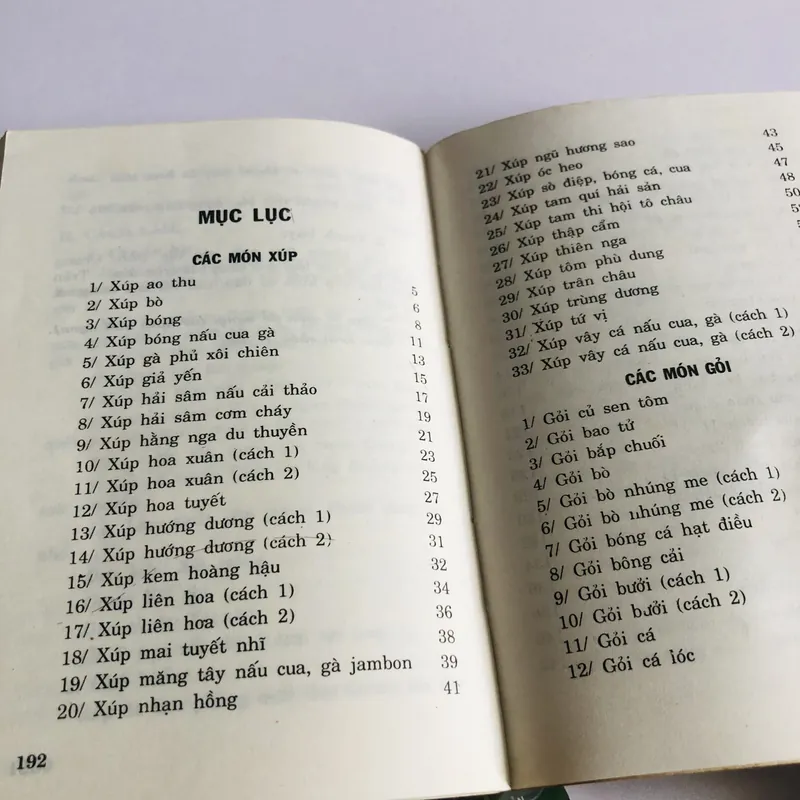 MỤC LỤC
CÁC MÓN XÚP
1/ Xúp ao thu 5
2/ Xúp bò 6
3/ Xúp bóng 8
4/ Xúp bóng nấu cua gà 11
5/ Xúp gà phủ xôi chiên 13
6/ Xúp giả yến 15
7/ Xúp hải sâm nấu cải thảo 17
8/ Xúp hải sâm cơm cháy 19
9/ Xúp hằng nga du thuyền 21
10/ Xúp hoa xuân (cách 1) 23
11/ Xúp hoa xuân (cách 2) 25
12/ Xúp hoa tuyết 27
13/ Xúp hướng dương (cách 1) 29
14/ Xúp hướng dương (cách 2) 31
15/ Xúp kem hoàng hậu 32
16/ Xúp liên hoa (cách 1) 34
17/ Xúp liên hoa (cách 2) 36
18/ Xúp mai tuyết nhĩ 38
19/ Xúp măng tây nấu cua, gà jambon 39
20/ Xúp nhạn hồng 41
192
21/ Xúp ngũ hương sao 43
22/ Xúp óc heo 45
23/ Xúp sò điệp, bóng cá, cua 47
24/ Xúp tam qui hải sản 48
25/ Xúp tam thi hội tô châu 50
26/ Xúp thập cẩm
27/ Xúp thiên nga
28/ Xúp tôm phù dung
29/ Xúp trân châu
30/ Xúp trùng dương
31/ Xúp tứ vị
32/ Xúp vây cá nấu cua, gà (cách 1)
33/ Xúp vây cá nấu cua, gà (cách 2)
CÁC MÓN GỎI
1/ Gỏi củ sen tôm
2/ Gỏi bao tử
3/ Gỏi bắp chuối
4/ Gỏi bò
5/ Gỏi bò nhúng me (cách 1)
6/ Gỏi bò nhúng me (cách 2)
7/ Gỏi bóng cá hạt điều
8/ Gỏi bông cải
9/ Gỏi bưởi (cách 1)
10/ Gỏi bưởi (cách 2)
11/ Gỏi cá
12/ Gỏi cá lóc